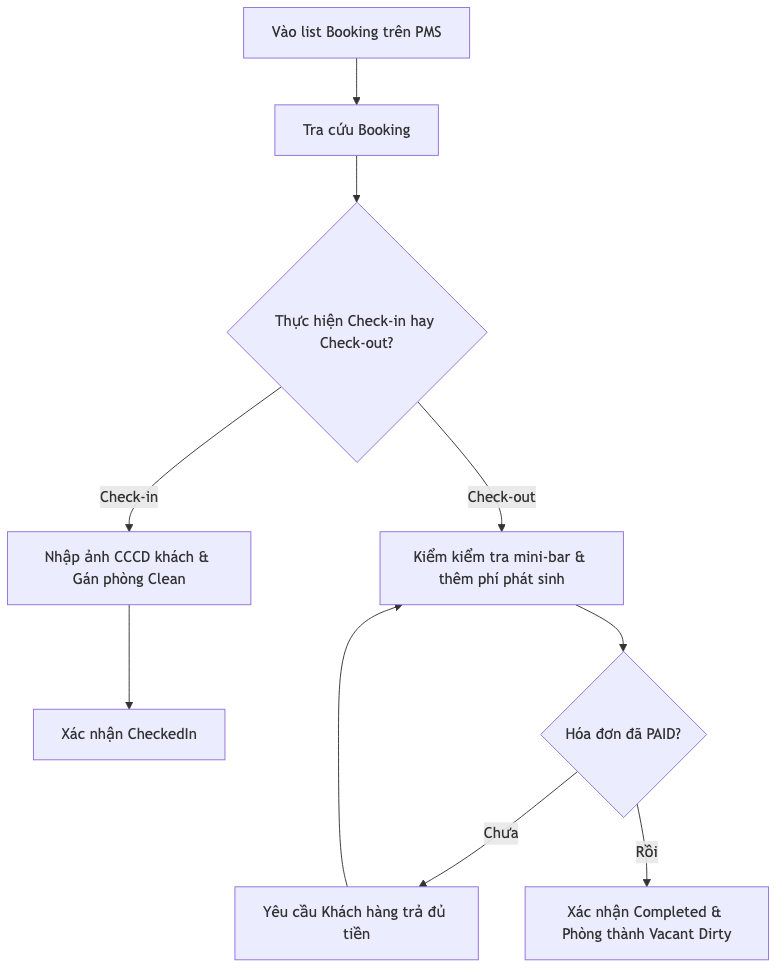 Vào list Booking trên PMS
Tra cứu Booking
Thực hiện Check-in hay
Check-out?
Check-in
Check-out
Nhập ảnh CCCD khách &
Gán phòng Clean
Kiểm kiểm tra mini-bar &
thêm phí phát sinh
Xác nhận CheckedIn
Hóa đơn đã PAID?
Chưa
Rồi
Yêu cầu Khách hàng trả đủ
tiền
Xác nhận Completed &
Phòng thành Vacant Dirty